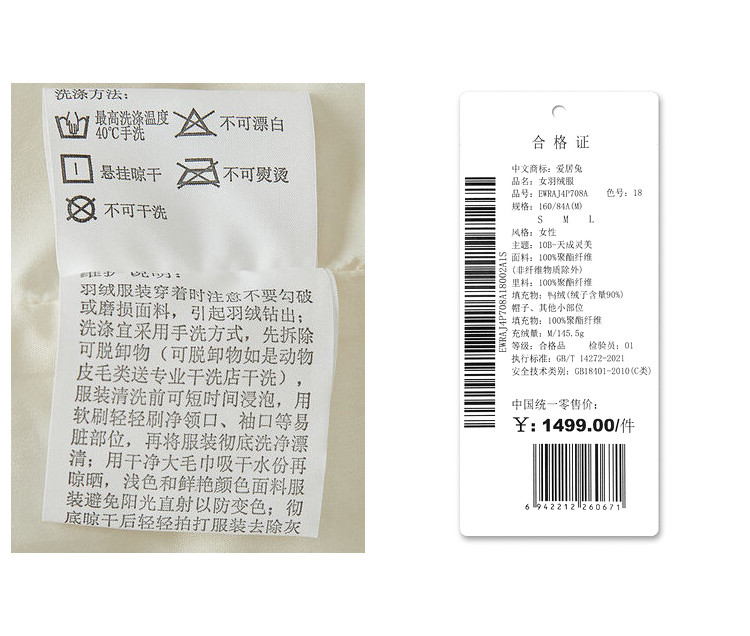 洗涤方法:
最高洗涤温度
40℃手洗
不可漂白
悬挂晾干
不可熨烫
不可干洗
维护说明:
羽绒服装穿着时注意不要勾破
或磨损面料，引起羽绒钻出；
洗涤宜采用手洗方式，先拆除
可脱卸物（可脱卸物如是动物
皮毛类送专业干洗店干洗），
服装清洗前可短时间浸泡，用
软刷轻轻刷净领口、袖口等易
脏部位，再将服装彻底洗净漂
清；用干净大毛巾吸干水份再
晾晒，浅色和鲜艳颜色面料服
装避免阳光直射以防变色；彻
底晾干后轻轻拍打服装去除灰
合格证
中文商标: 爱居兔
品名: 女羽绒服
品号: EWRAJ4P708A 色号: 18
规格: 160/84A(M)
S M L
风格: 女性
主题: 10B-天成灵美
面料: 100%聚酯纤维
(非纤维物质除外)
里料: 100%聚酯纤维
填充物: 鸭绒(绒子含量90%)
帽子、其他小部位
填充物: 100%聚酯纤维
充绒量: M/145.5g
等级: 合格品 检验员: 01
执行标准: GB/T 14272-2021
安全技术类别: GB18401-2010(C类)
EWRAJ4P708A18002A1S
中国统一零售价:
¥: 1499.00/件
6 942212 260671